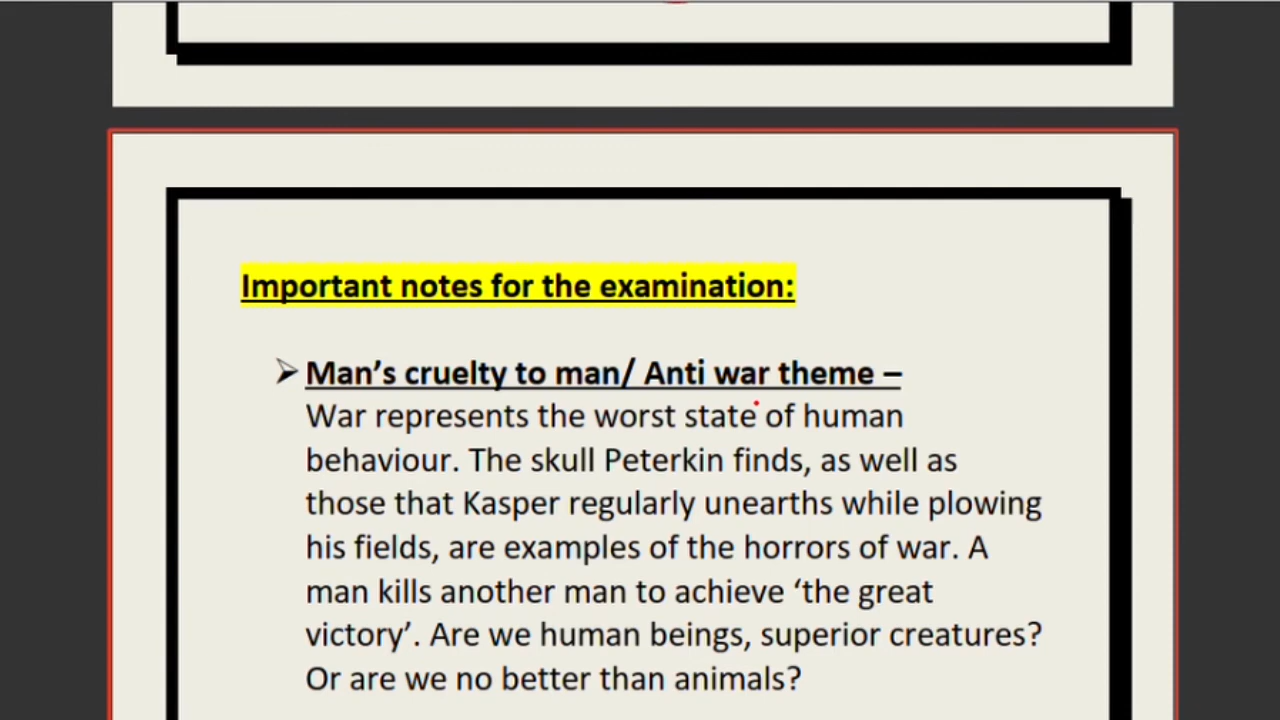 Important notes for the examination:
➢ Man’s cruelty to man/ Anti war theme –
War represents the worst state of human
behaviour. The skull Peterkin finds, as well as
those that Kasper regularly unearths while plowing
his fields, are examples of the horrors of war. A
man kills another man to achieve ‘the great
victory’. Are we human beings, superior creatures?
Or are we no better than animals?